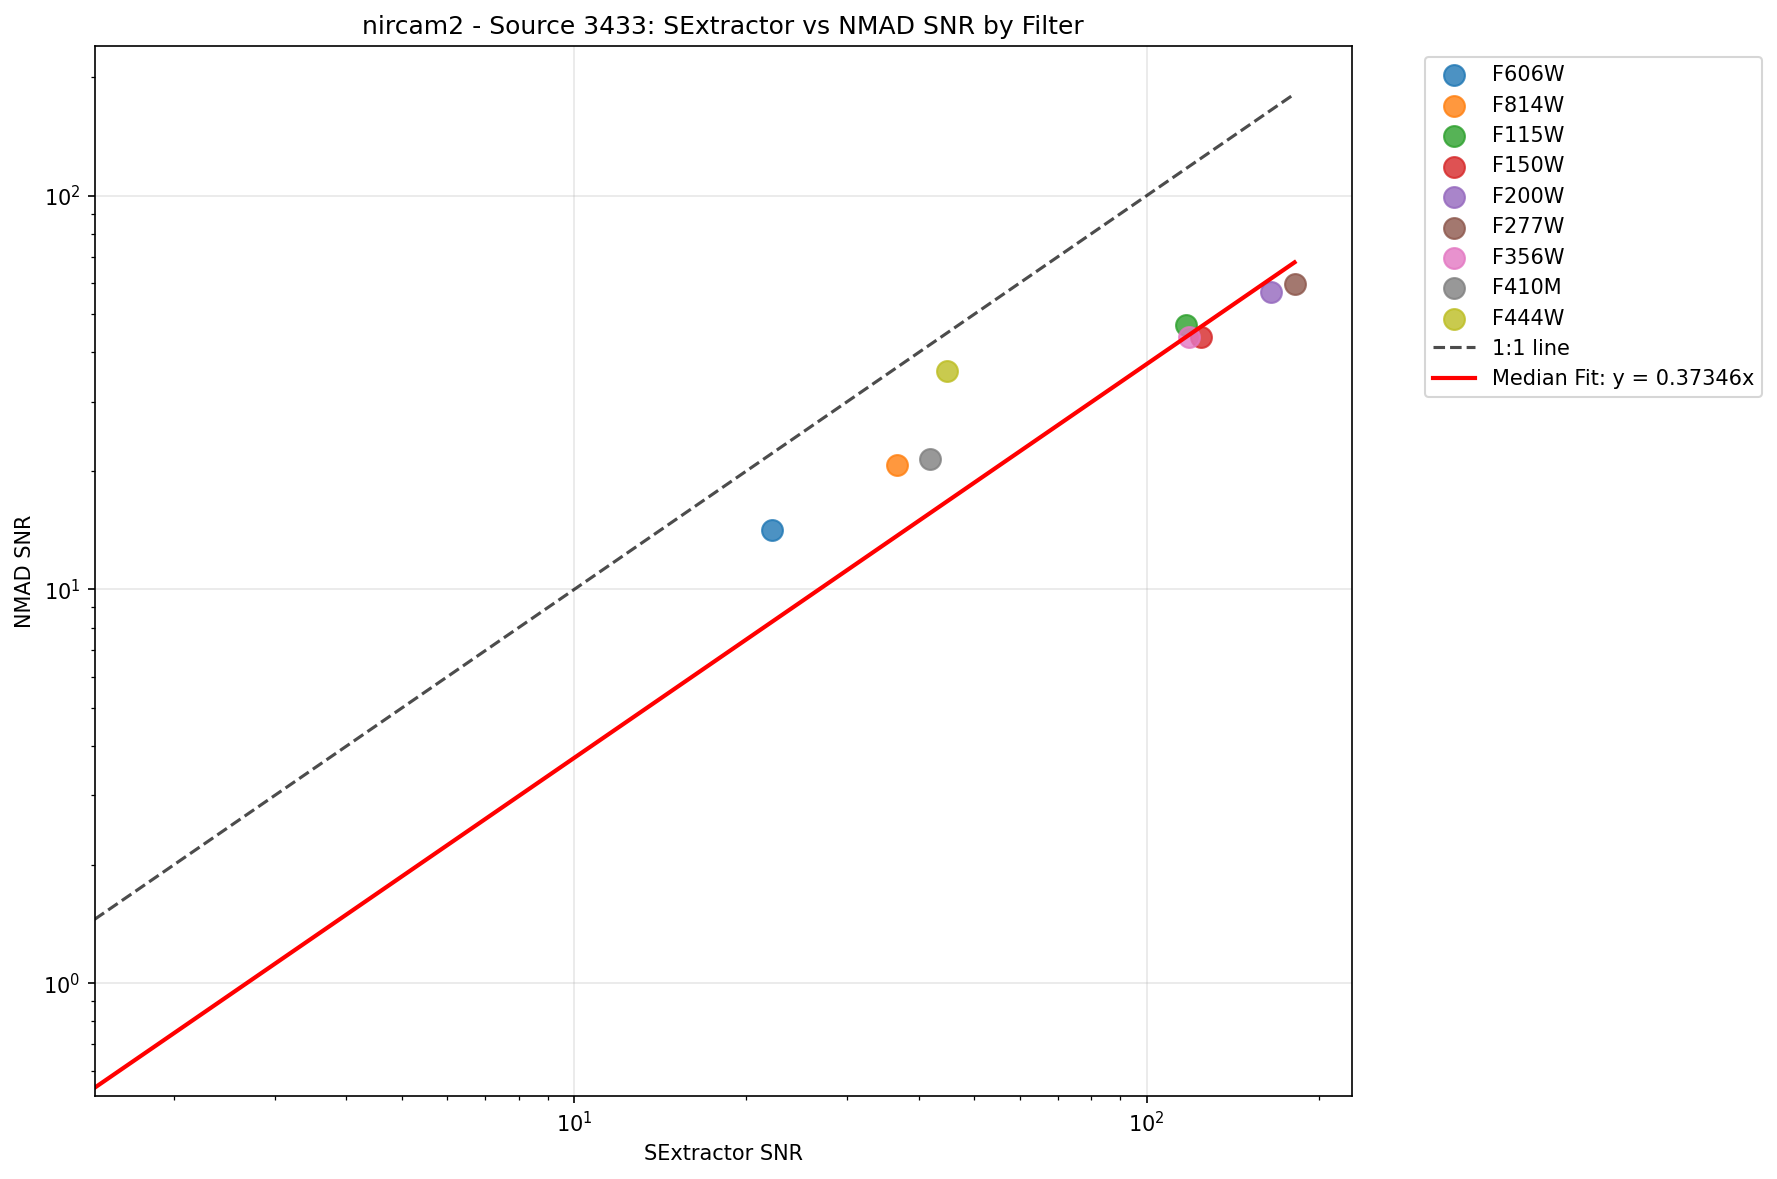 nircam2 - Source 3433: SExtractor vs NMAD SNR by Filter
NMAD SNR
10²
10¹
10⁰
10¹
10²
SExtractor SNR
F606W
F814W
F115W
F150W
F200W
F277W
F356W
F410M
F444W
1:1 line
Median Fit: y = 0.37346x